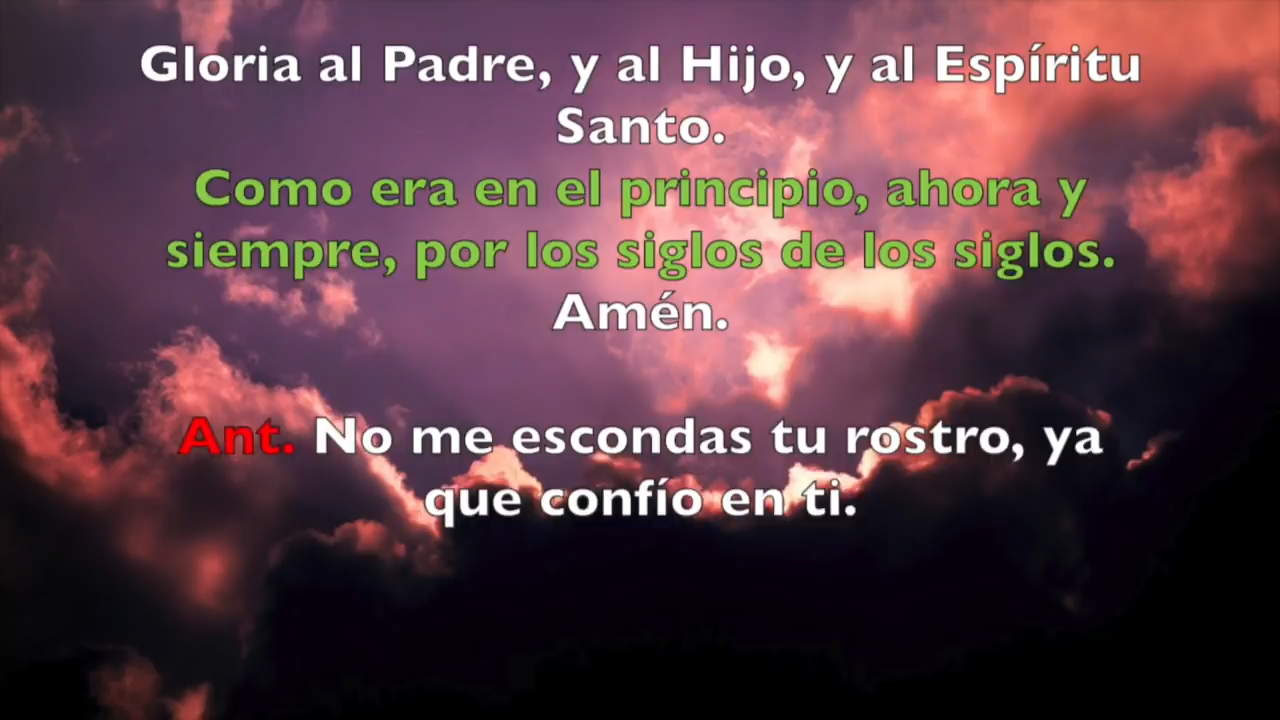 Gloria al Padre, y al Hijo, y al Espíritu
Santo.
Como era en el principio, ahora y
siempre, por los siglos de los siglos.
Amén.
Ant. No me escondas tu rostro, ya
que confío en ti.